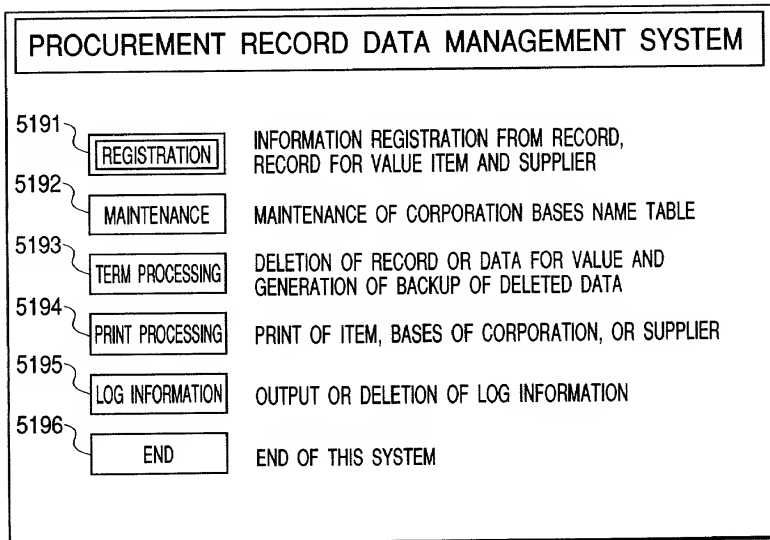 PROCUREMENT RECORD DATA MANAGEMENT SYSTEM
5191
REGISTRATION
INFORMATION REGISTRATION FROM RECORD,
RECORD FOR VALUE ITEM AND SUPPLIER
5192
MAINTENANCE
MAINTENANCE OF CORPORATION BASES NAME TABLE
5193
TERM PROCESSING
DELETION OF RECORD OR DATA FOR VALUE AND
GENERATION OF BACKUP OF DELETED DATA
5194
PRINT PROCESSING
PRINT OF ITEM, BASES OF CORPORATION, OR SUPPLIER
5195
LOG INFORMATION
OUTPUT OR DELETION OF LOG INFORMATION
5196
END
END OF THIS SYSTEM